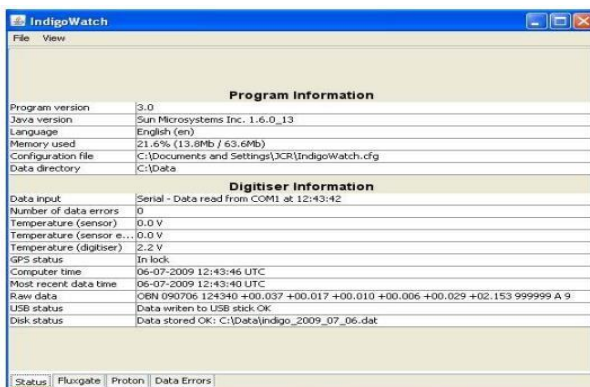 IndigoWatch
File View
Program Information
Program version 3.0
Java version Sun Microsystems Inc. 1.6.0_13
Language English (en)
Memory used 21.6% (13.8Mb / 63.6Mb)
Configuration file C:\Documents and Settings\JCR\IndigoWatch.cfg
Data directory C:\Data
Digitiser Information
Data input Serial - Data read from COM1 at 12:43:42
Number of data errors 0
Temperature (sensor) 0.0 V
Temperature (sensor e... 0.0 V
Temperature (digitiser) 2.2 V
GPS status In lock
Computer time 06-07-2009 12:43:46 UTC
Most recent data time 06-07-2009 12:43:40 UTC
Raw data OBN 090706 124340 +00.037 +00.017 +00.010 +00.006 +00.029 +02.153 999999 A 9
USB status Data writen to USB stick OK
Disk status Data stored OK: C:\Data\indigo_2009_07_06.dat
Status Fluxgate Proton Data Errors